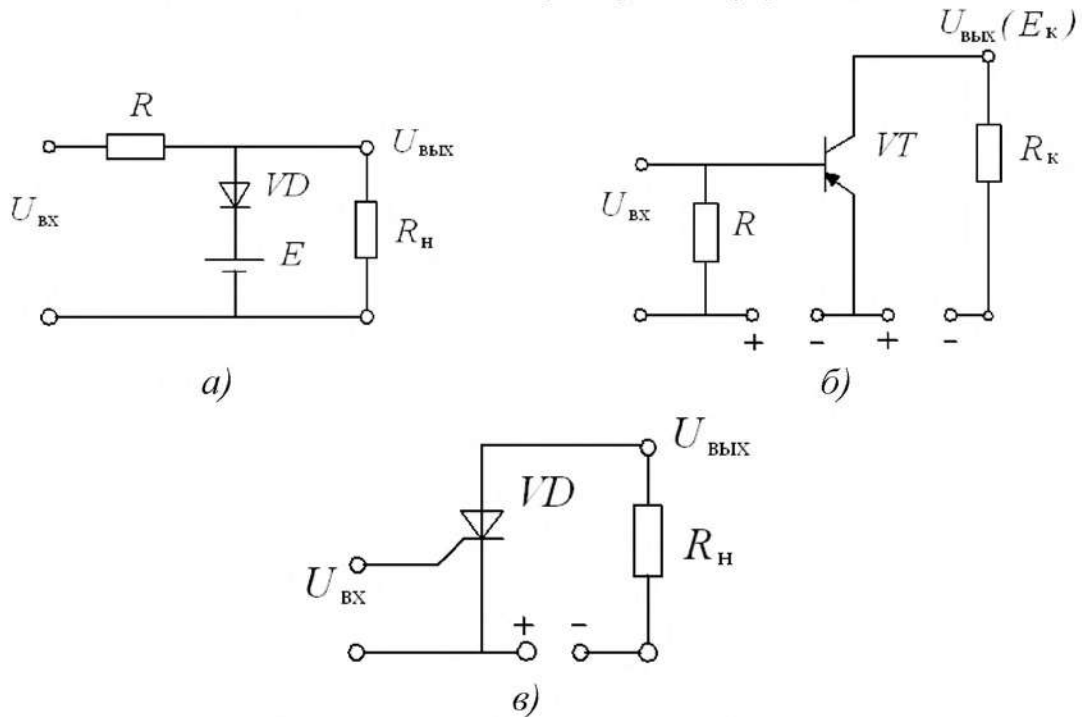 R
U вых
VD
U вх
E
R н
а)
U вых ( E к )
VT
R к
U вх
R
+ - + -
б)
U вых
VD
R н
U вх
+ -
в)